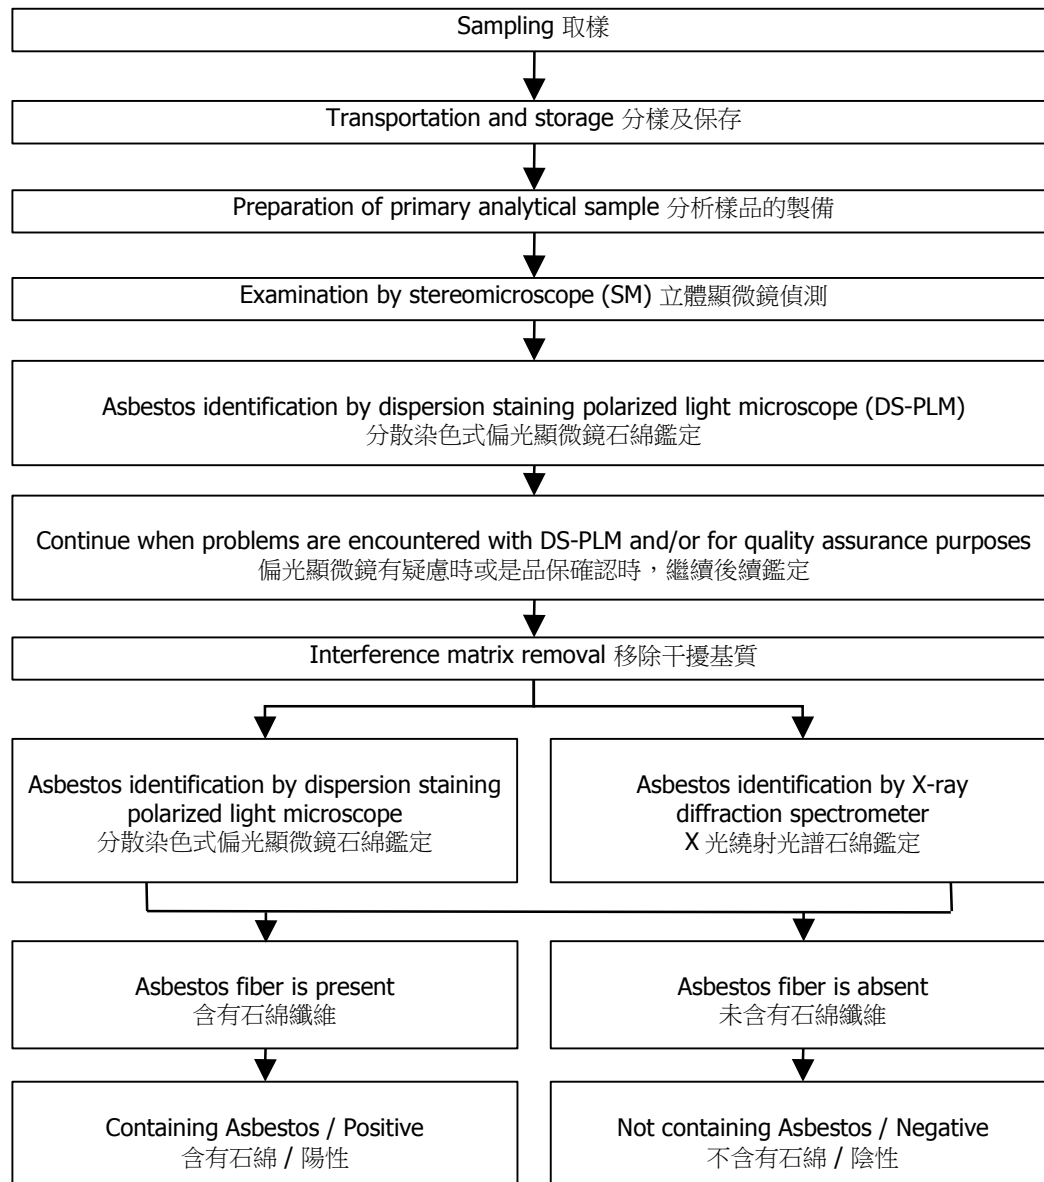 Sampling 取樣
Transportation and storage 分樣及保存
Preparation of primary analytical sample 分析樣品的製備
Examination by stereomicroscope (SM) 立體顯微鏡偵測
Asbestos identification by dispersion staining polarized light microscope (DS-PLM)
分散染色式偏光顯微鏡石綿鑑定
Continue when problems are encountered with DS-PLM and/or for quality assurance purposes
偏光顯微鏡有疑慮時或是品保確認時，繼續後續鑑定
Interference matrix removal 移除干擾基質
Asbestos identification by dispersion staining
polarized light microscope
分散染色式偏光顯微鏡石綿鑑定
Asbestos identification by X-ray
diffraction spectrometer
X 光繞射光譜石綿鑑定
Asbestos fiber is present
含有石綿纖維
Asbestos fiber is absent
未含有石綿纖維
Containing Asbestos / Positive
含有石綿 / 陽性
Not containing Asbestos / Negative
不含有石綿 / 陰性